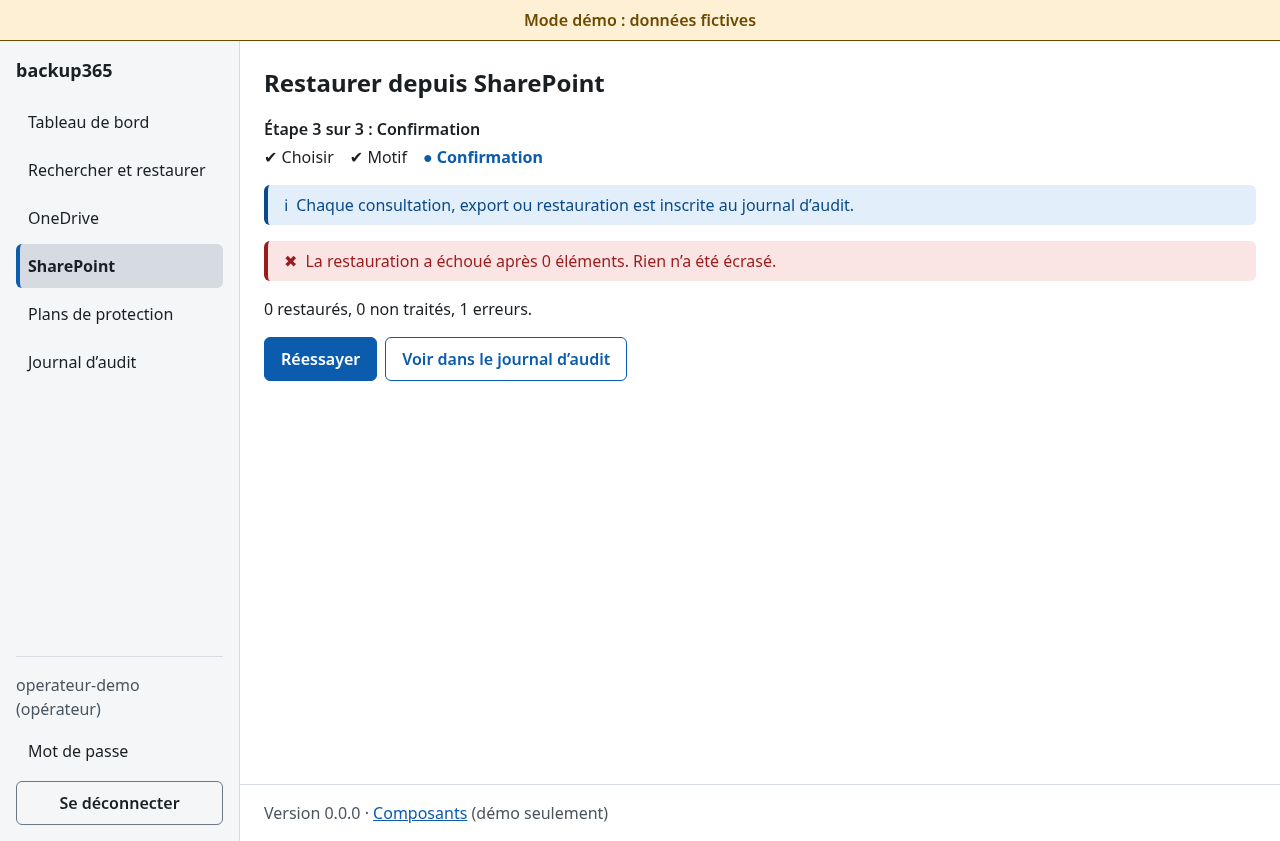 Mode démo : données fictives
backup365
Tableau de bord
Rechercher et restaurer
OneDrive
SharePoint
Plans de protection
Journal d’audit
operateur-demo
(opérateur)
Mot de passe
Se déconnecter
Restaurer depuis SharePoint
Étape 3 sur 3 : Confirmation
✔ Choisir ✔ Motif ● Confirmation
i Chaque consultation, export ou restauration est inscrite au journal d’audit.
✖ La restauration a échoué après 0 éléments. Rien n’a été écrasé.
0 restaurés, 0 non traités, 1 erreurs.
Réessayer Voir dans le journal d’audit
Version 0.0.0 · Composants (démo seulement)